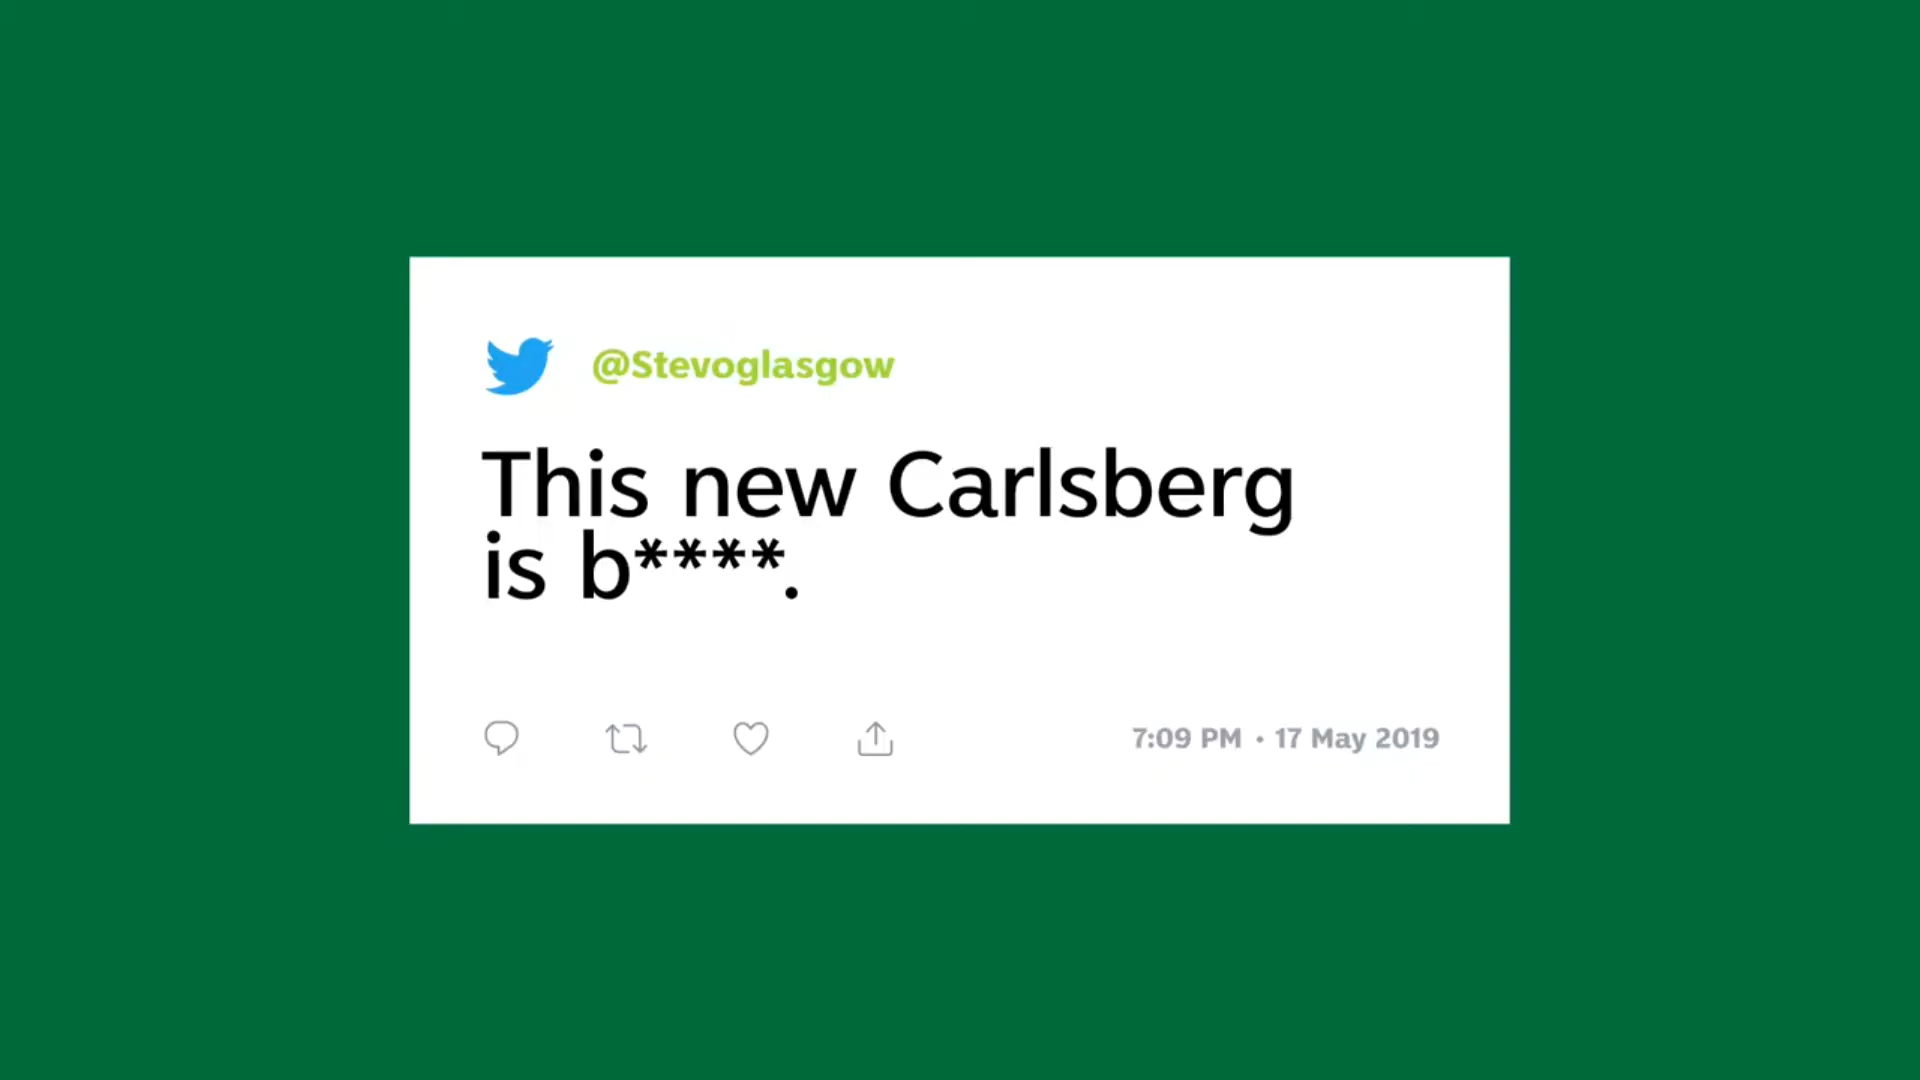 @Stevoglasgow
This new Carlsberg
is b****.
7:09 PM • 17 May 2019